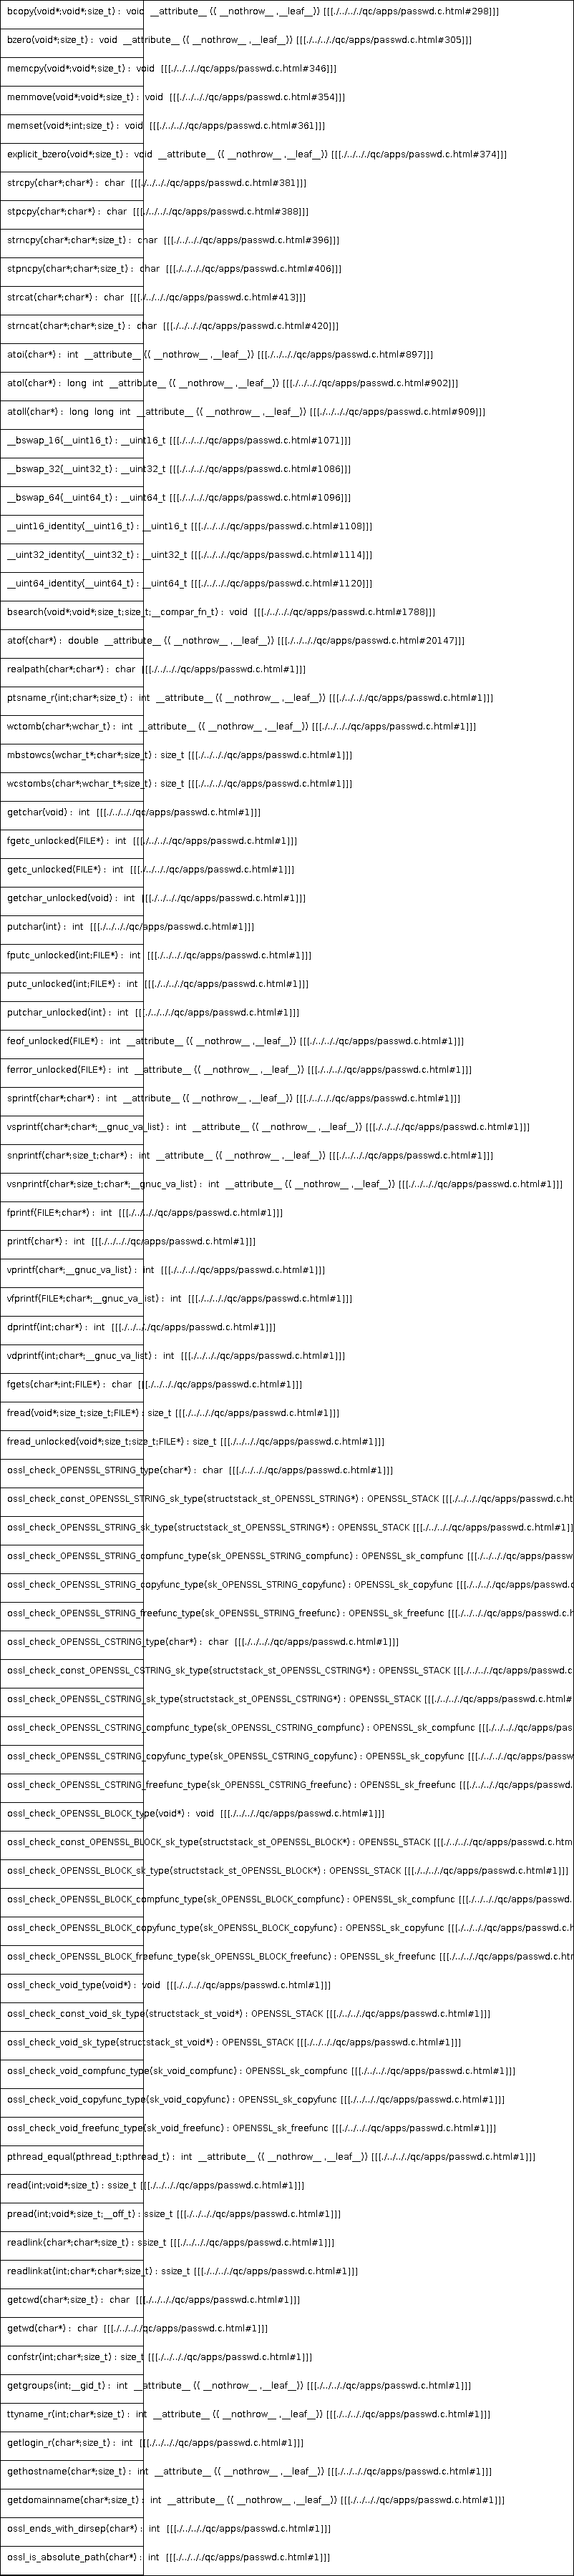 bcopy(void*;void*;size_t) : void __attribute__ (( __nothrow__ ,__leaf__)) [[[./../../../qc/apps/passwd.c.html#298]]]
bzero(void*;size_t) : void __attribute__ (( __nothrow__ ,__leaf__)) [[[./../../../qc/apps/passwd.c.html#305]]]
memcpy(void*;void*;size_t) : void [[[./../../../qc/apps/passwd.c.html#346]]]
memmove(void*;void*;size_t) : void [[[./../../../qc/apps/passwd.c.html#354]]]
memset(void*;int;size_t) : void [[[./../../../qc/apps/passwd.c.html#361]]]
explicit_bzero(void*;size_t) : void __attribute__ (( __nothrow__ ,__leaf__)) [[[./../../../qc/apps/passwd.c.html#374]]]
strcpy(char*;char*) : char [[[./../../../qc/apps/passwd.c.html#381]]]
stpcpy(char*;char*) : char [[[./../../../qc/apps/passwd.c.html#388]]]
strncpy(char*;char*;size_t) : char [[[./../../../qc/apps/passwd.c.html#396]]]
stpncpy(char*;char*;size_t) : char [[[./../../../qc/apps/passwd.c.html#406]]]
strcat(char*;char*) : char [[[./../../../qc/apps/passwd.c.html#413]]]
strncat(char*;char*;size_t) : char [[[./../../../qc/apps/passwd.c.html#420]]]
atoi(char*) : int __attribute__ (( __nothrow__ ,__leaf__)) [[[./../../../qc/apps/passwd.c.html#897]]]
atol(char*) : long int __attribute__ (( __nothrow__ ,__leaf__)) [[[./../../../qc/apps/passwd.c.html#902]]]
atoll(char*) : long long int __attribute__ (( __nothrow__ ,__leaf__)) [[[./../../../qc/apps/passwd.c.html#909]]]
__bswap_16(__uint16_t) : __uint16_t [[[./../../../qc/apps/passwd.c.html#1071]]]
__bswap_32(__uint32_t) : __uint32_t [[[./../../../qc/apps/passwd.c.html#1086]]]
__bswap_64(__uint64_t) : __uint64_t [[[./../../../qc/apps/passwd.c.html#1096]]]
__uint16_identity(__uint16_t) : __uint16_t [[[./../../../qc/apps/passwd.c.html#1108]]]
__uint32_identity(__uint32_t) : __uint32_t [[[./../../../qc/apps/passwd.c.html#1114]]]
__uint64_identity(__uint64_t) : __uint64_t [[[./../../../qc/apps/passwd.c.html#1120]]]
bsearch(void*;void*;size_t;size_t;__compar_fn_t) : void [[[./../../../qc/apps/passwd.c.html#1788]]]
atof(char*) : double __attribute__ (( __nothrow__ ,__leaf__)) [[[./../../../qc/apps/passwd.c.html#20147]]]
realpath(char*;char*) : char [[[./../../../qc/apps/passwd.c.html#1]]]
ptsname_r(int;char*;size_t) : int __attribute__ (( __nothrow__ ,__leaf__)) [[[./../../../qc/apps/passwd.c.html#1]]]
wctomb(char*;wchar_t) : int __attribute__ (( __nothrow__ ,__leaf__)) [[[./../../../qc/apps/passwd.c.html#1]]]
mbstowcs(wchar_t*;char*;size_t) : size_t [[[./../../../qc/apps/passwd.c.html#1]]]
wcstombs(char*;wchar_t*;size_t) : size_t [[[./../../../qc/apps/passwd.c.html#1]]]
getchar(void) : int [[[./../../../qc/apps/passwd.c.html#1]]]
fgetc_unlocked(FILE*) : int [[[./../../../qc/apps/passwd.c.html#1]]]
getc_unlocked(FILE*) : int [[[./../../../qc/apps/passwd.c.html#1]]]
getchar_unlocked(void) : int [[[./../../../qc/apps/passwd.c.html#1]]]
putchar(int) : int [[[./../../../qc/apps/passwd.c.html#1]]]
fputc_unlocked(int;FILE*) : int [[[./../../../qc/apps/passwd.c.html#1]]]
putc_unlocked(int;FILE*) : int [[[./../../../qc/apps/passwd.c.html#1]]]
putchar_unlocked(int) : int [[[./../../../qc/apps/passwd.c.html#1]]]
feof_unlocked(FILE*) : int __attribute__ (( __nothrow__ ,__leaf__)) [[[./../../../qc/apps/passwd.c.html#1]]]
ferror_unlocked(FILE*) : int __attribute__ (( __nothrow__ ,__leaf__)) [[[./../../../qc/apps/passwd.c.html#1]]]
sprintf(char*;char*) : int __attribute__ (( __nothrow__ ,__leaf__)) [[[./../../../qc/apps/passwd.c.html#1]]]
vsprintf(char*;char*;__gnuc_va_list) : int __attribute__ (( __nothrow__ ,__leaf__)) [[[./../../../qc/apps/passwd.c.html#1]]]
snprintf(char*;size_t;char*) : int __attribute__ (( __nothrow__ ,__leaf__)) [[[./../../../qc/apps/passwd.c.html#1]]]
vsnprintf(char*;size_t;char*;__gnuc_va_list) : int __attribute__ (( __nothrow__ ,__leaf__)) [[[./../../../qc/apps/passwd.c.html#1]]]
fprintf(FILE*;char*) : int [[[./../../../qc/apps/passwd.c.html#1]]]
printf(char*) : int [[[./../../../qc/apps/passwd.c.html#1]]]
vprintf(char*;__gnuc_va_list) : int [[[./../../../qc/apps/passwd.c.html#1]]]
vfprintf(FILE*;char*;__gnuc_va_list) : int [[[./../../../qc/apps/passwd.c.html#1]]]
dprintf(int;char*) : int [[[./../../../qc/apps/passwd.c.html#1]]]
vdprintf(int;char*;__gnuc_va_list) : int [[[./../../../qc/apps/passwd.c.html#1]]]
fgets(char*;int;FILE*) : char [[[./../../../qc/apps/passwd.c.html#1]]]
fread(void*;size_t;size_t;FILE*) : size_t [[[./../../../qc/apps/passwd.c.html#1]]]
fread_unlocked(void*;size_t;size_t;FILE*) : size_t [[[./../../../qc/apps/passwd.c.html#1]]]
ossl_check_OPENSSL_STRING_type(char*) : char [[[./../../../qc/apps/passwd.c.html#1]]]
ossl_check_const_OPENSSL_STRING_sk_type(structstack_st_OPENSSL_STRING*) : OPENSSL_STACK [[[./../../../qc/apps/passwd.c.ht
ossl_check_OPENSSL_STRING_sk_type(structstack_st_OPENSSL_STRING*) : OPENSSL_STACK [[[./../../../qc/apps/passwd.c.html#1]]
ossl_check_OPENSSL_STRING_compfunc_type(sk_OPENSSL_STRING_compfunc) : OPENSSL_sk_compfunc [[[./../../../qc/apps/passw
ossl_check_OPENSSL_STRING_copyfunc_type(sk_OPENSSL_STRING_copyfunc) : OPENSSL_sk_copyfunc [[[./../../../qc/apps/passwd.c
ossl_check_OPENSSL_STRING_freefunc_type(sk_OPENSSL_STRING_freefunc) : OPENSSL_sk_freefunc [[[./../../../qc/apps/passwd.c.h
ossl_check_OPENSSL_CSTRING_type(char*) : char [[[./../../../qc/apps/passwd.c.html#1]]]
ossl_check_const_OPENSSL_CSTRING_sk_type(structstack_st_OPENSSL_CSTRING*) : OPENSSL_STACK [[[./../../../qc/apps/passwd.c
ossl_check_OPENSSL_CSTRING_sk_type(structstack_st_OPENSSL_CSTRING*) : OPENSSL_STACK [[[./../../../qc/apps/passwd.c.html#
ossl_check_OPENSSL_CSTRING_compfunc_type(sk_OPENSSL_CSTRING_compfunc) : OPENSSL_sk_compfunc [[[./../../../qc/apps/pas
ossl_check_OPENSSL_CSTRING_copyfunc_type(sk_OPENSSL_CSTRING_copyfunc) : OPENSSL_sk_copyfunc [[[./../../../qc/apps/passw
ossl_check_OPENSSL_CSTRING_freefunc_type(sk_OPENSSL_CSTRING_freefunc) : OPENSSL_sk_freefunc [[[./../../../qc/apps/passwd.
ossl_check_OPENSSL_BLOCK_type(void*) : void [[[./../../../qc/apps/passwd.c.html#1]]]
ossl_check_const_OPENSSL_BLOCK_sk_type(structstack_st_OPENSSL_BLOCK*) : OPENSSL_STACK [[[./../../../qc/apps/passwd.c.htm
ossl_check_OPENSSL_BLOCK_sk_type(structstack_st_OPENSSL_BLOCK*) : OPENSSL_STACK [[[./../../../qc/apps/passwd.c.html#1]]]
ossl_check_OPENSSL_BLOCK_compfunc_type(sk_OPENSSL_BLOCK_compfunc) : OPENSSL_sk_compfunc [[[./../../../qc/apps/passwd.
ossl_check_OPENSSL_BLOCK_copyfunc_type(sk_OPENSSL_BLOCK_copyfunc) : OPENSSL_sk_copyfunc [[[./../../../qc/apps/passwd.c.h
ossl_check_OPENSSL_BLOCK_freefunc_type(sk_OPENSSL_BLOCK_freefunc) : OPENSSL_sk_freefunc [[[./../../../qc/apps/passwd.c.htm
ossl_check_void_type(void*) : void [[[./../../../qc/apps/passwd.c.html#1]]]
ossl_check_const_void_sk_type(structstack_st_void*) : OPENSSL_STACK [[[./../../../qc/apps/passwd.c.html#1]]]
ossl_check_void_sk_type(structstack_st_void*) : OPENSSL_STACK [[[./../../../qc/apps/passwd.c.html#1]]]
ossl_check_void_compfunc_type(sk_void_compfunc) : OPENSSL_sk_compfunc [[[./../../../qc/apps/passwd.c.html#1]]]
ossl_check_void_copyfunc_type(sk_void_copyfunc) : OPENSSL_sk_copyfunc [[[./../../../qc/apps/passwd.c.html#1]]]
ossl_check_void_freefunc_type(sk_void_freefunc) : OPENSSL_sk_freefunc [[[./../../../qc/apps/passwd.c.html#1]]]
pthread_equal(pthread_t;pthread_t) : int __attribute__ (( __nothrow__ ,__leaf__)) [[[./../../../qc/apps/passwd.c.html#1]]]
read(int;void*;size_t) : ssize_t [[[./../../../qc/apps/passwd.c.html#1]]]
pread(int;void*;size_t;__off_t) : ssize_t [[[./../../../qc/apps/passwd.c.html#1]]]
readlink(char*;char*;size_t) : ssize_t [[[./../../../qc/apps/passwd.c.html#1]]]
readlinkat(int;char*;char*;size_t) : ssize_t [[[./../../../qc/apps/passwd.c.html#1]]]
getcwd(char*;size_t) : char [[[./../../../qc/apps/passwd.c.html#1]]]
getwd(char*) : char [[[./../../../qc/apps/passwd.c.html#1]]]
confstr(int;char*;size_t) : size_t [[[./../../../qc/apps/passwd.c.html#1]]]
getgroups(int;__gid_t) : int __attribute__ (( __nothrow__ ,__leaf__)) [[[./../../../qc/apps/passwd.c.html#1]]]
ttyname_r(int;char*;size_t) : int __attribute__ (( __nothrow__ ,__leaf__)) [[[./../../../qc/apps/passwd.c.html#1]]]
getlogin_r(char*;size_t) : int [[[./../../../qc/apps/passwd.c.html#1]]]
gethostname(char*;size_t) : int __attribute__ (( __nothrow__ ,__leaf__)) [[[./../../../qc/apps/passwd.c.html#1]]]
getdomainname(char*;size_t) : int __attribute__ (( __nothrow__ ,__leaf__)) [[[./../../../qc/apps/passwd.c.html#1]]]
ossl_ends_with_dirsep(char*) : int [[[./../../../qc/apps/passwd.c.html#1]]]
ossl_is_absolute_path(char*) : int [[[./../../../qc/apps/passwd.c.html#1]]]